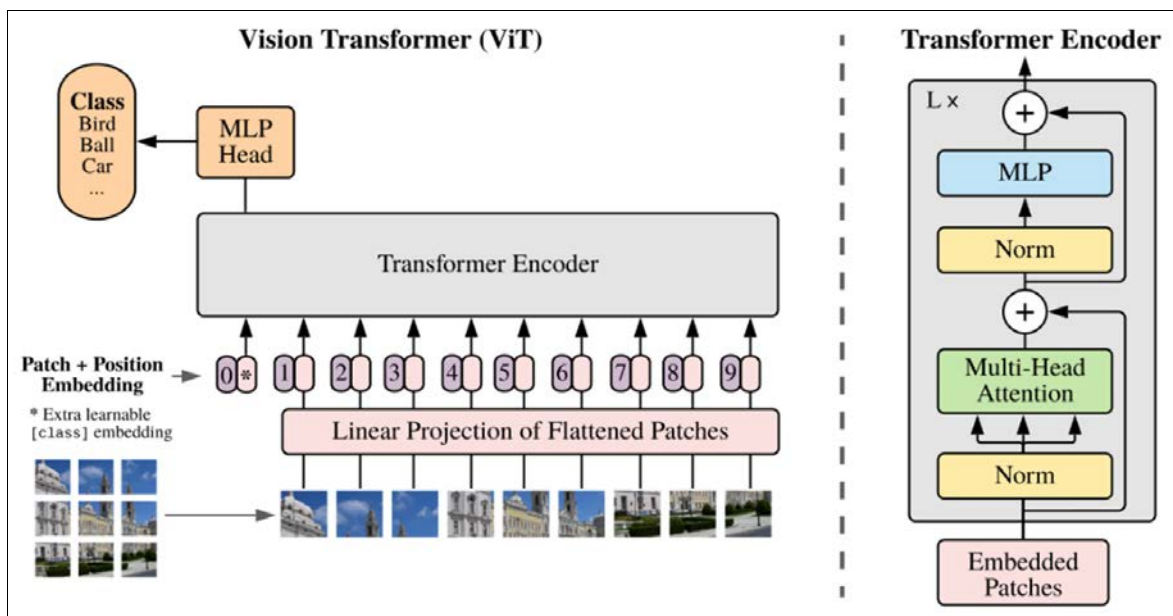 Vision Transformer (ViT)
Class
Bird
Ball
Car
...
MLP
Head
Transformer Encoder
Patch + Position
Embedding
0 * 1 2 3 4 5 6 7 8 9
* Extra learnable
[class] embedding
Linear Projection of Flattened Patches
Transformer Encoder
L x
+
MLP
Norm
+
Multi-Head
Attention
Norm
Embedded
Patches